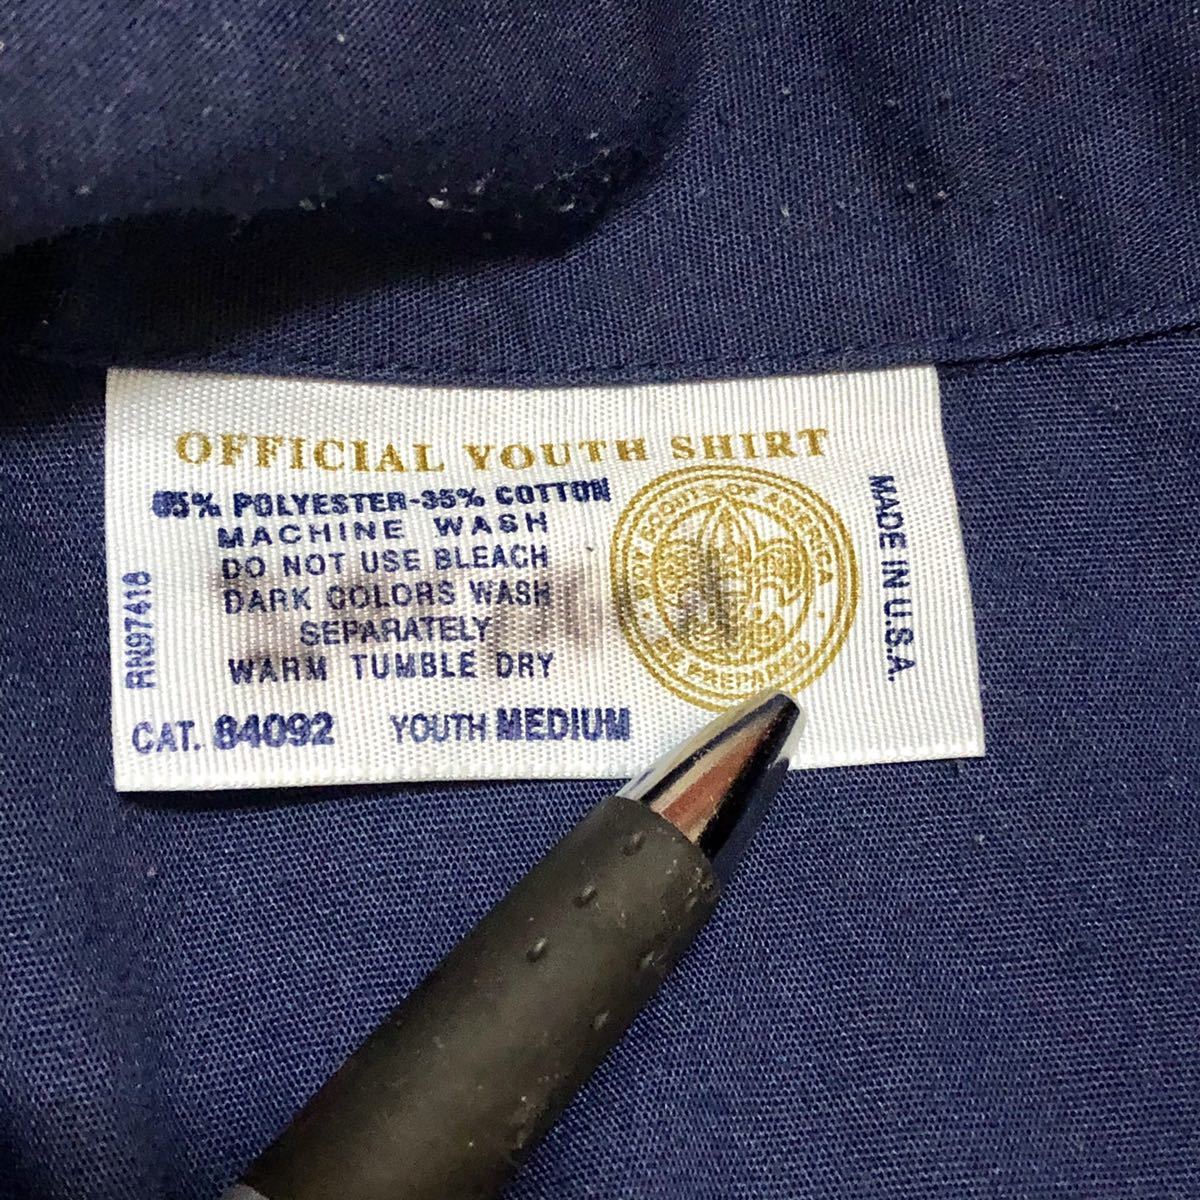 OFFICIAL YOUTH SHIRT
65% POLYESTER-35% COTTON
MACHINE WASH
DO NOT USE BLEACH
DARK COLORS WASH
SEPARATELY
WARM TUMBLE DRY
CAT. 84092 YOUTH MEDIUM
RN97418
BOY SCOUTS OF AMERICA
BE PREPARED
MADE IN U.S.A.